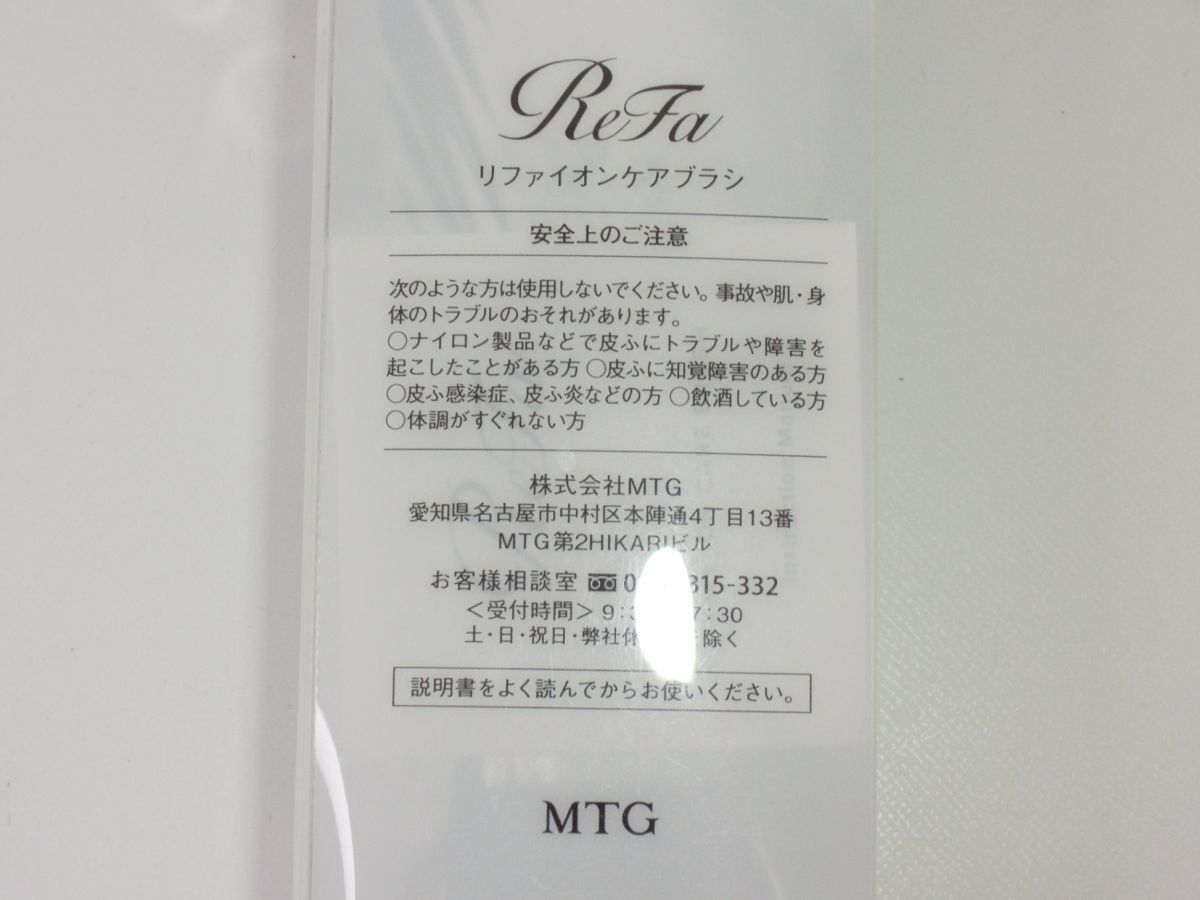 ReFa
リファイオンケアブラシ
安全上のご注意
次のような方は使用しないでください。事故や肌・身
体のトラブルのおそれがあります。
○ナイロン製品などで皮ふにトラブルや障害を
起こしたことがある方 ○皮ふに知覚障害のある方
○皮ふ感染症、皮ふ炎などの方 ○飲酒している方
○体調がすぐれない方
株式会社MTG
愛知県名古屋市中村区本陣通4丁目13番
MTG第2HIKARIビル
お客様相談室 315-332
＜受付時間＞ 9: 7:30
土・日・祝日・弊社休 を除く
説明書をよく読んでからお使いください。
MTG